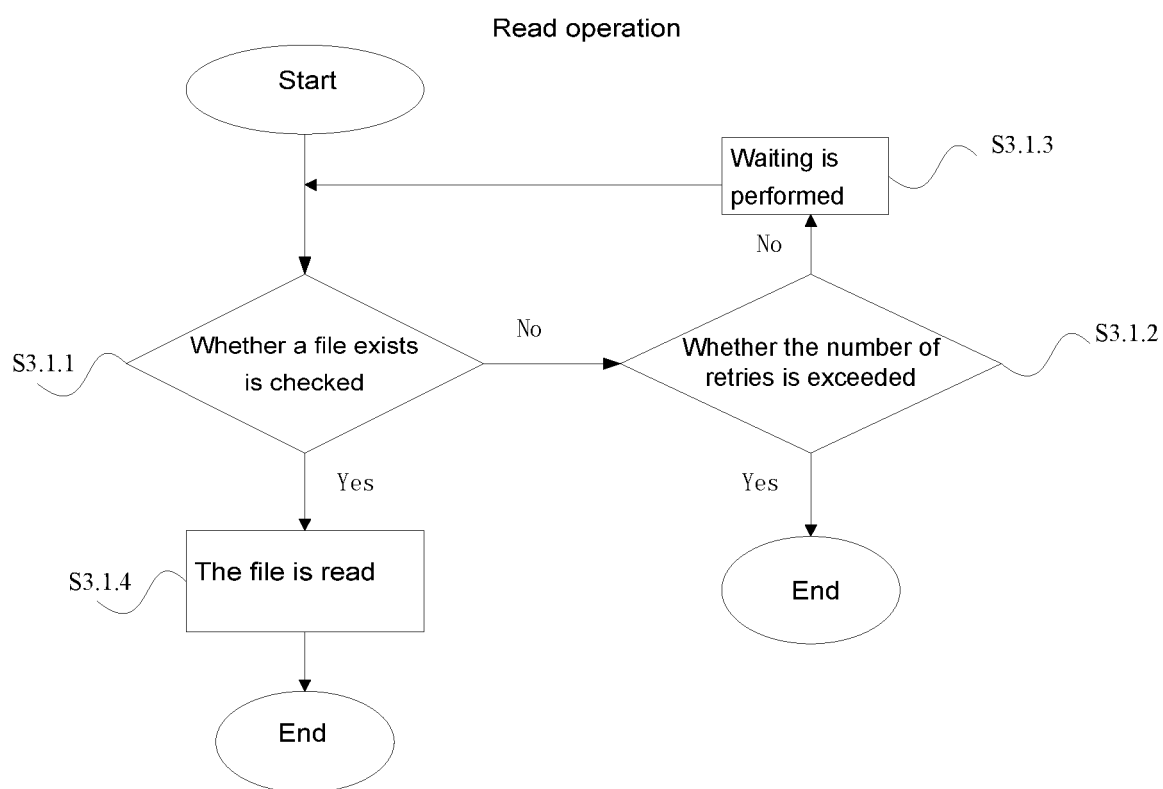 Read operation
Start
Waiting is
performed
S3.1.3
No
S3.1.1
Whether a file exists
is checked
No
Whether the number of
retries is exceeded
S3.1.2
Yes
Yes
S3.1.4
The file is read
End
End